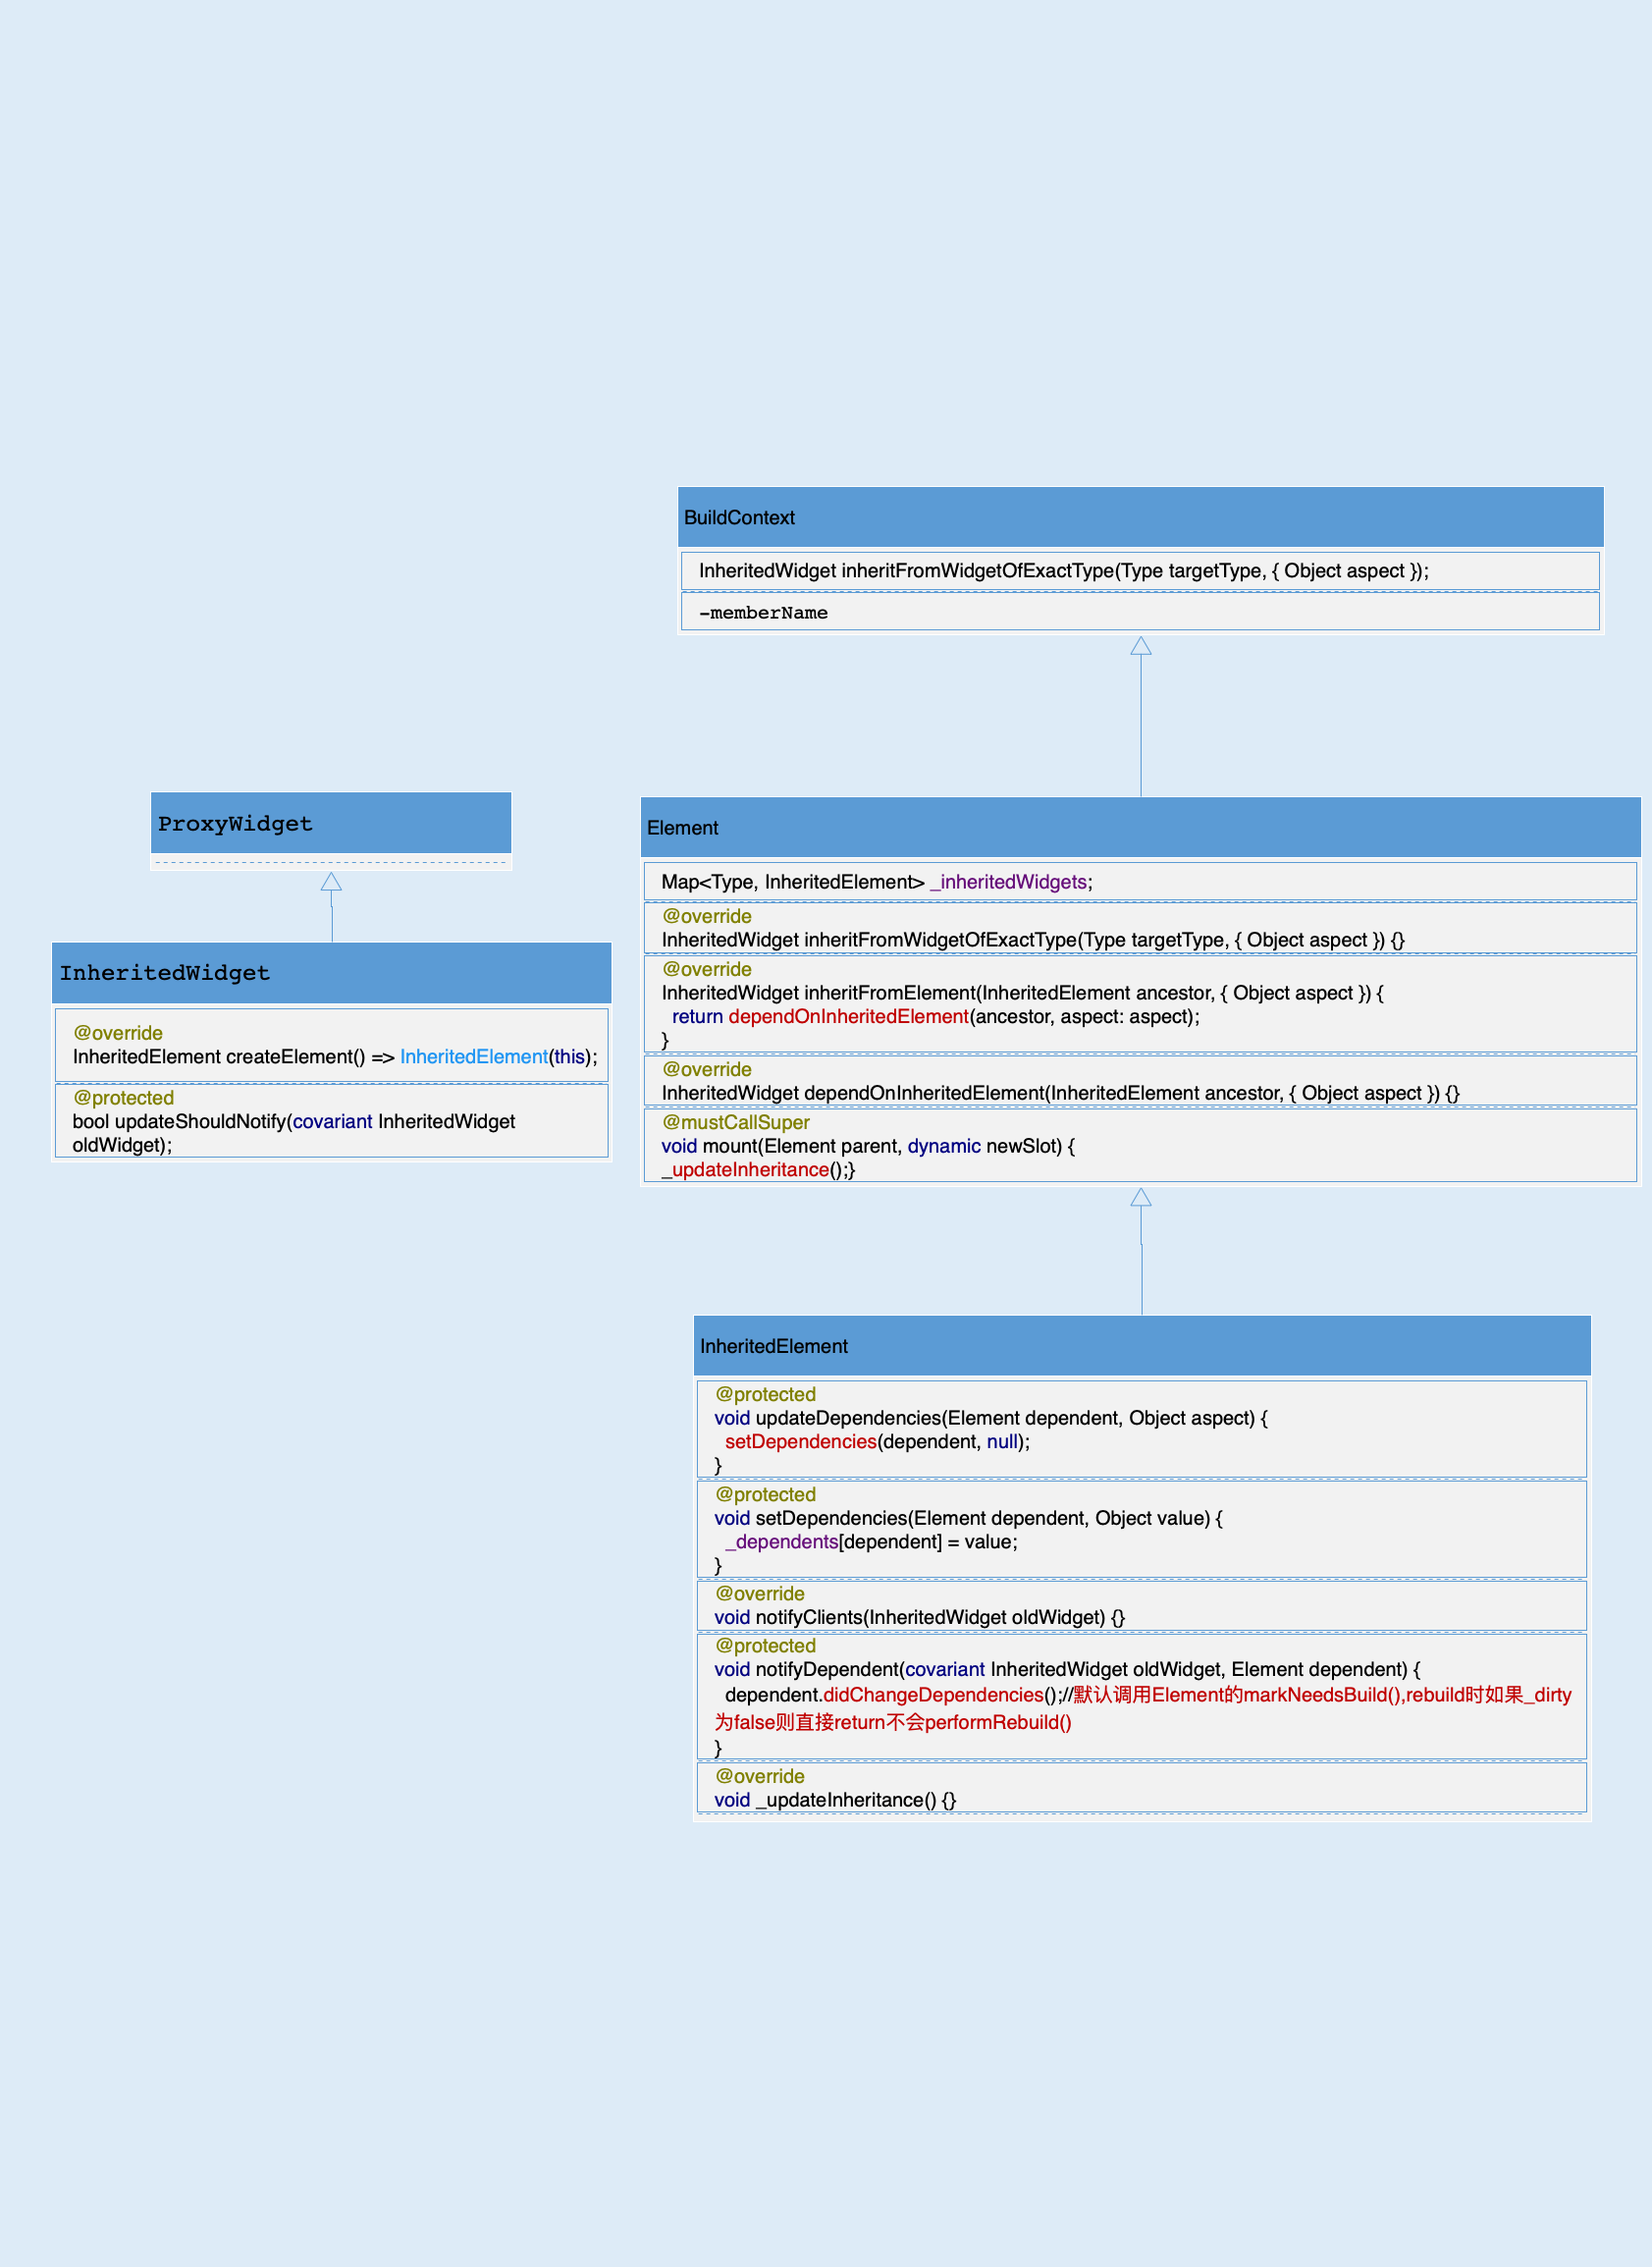 BuildContext
InheritedWidget inheritFromWidgetOfExactType(Type targetType, { Object aspect });
-memberName
ProxyWidget
InheritedWidget
@override
InheritedElement createElement() => InheritedElement(this);
@protected
bool updateShouldNotify(covariant InheritedWidget
oldWidget);
Element
Map<Type, InheritedElement> _inheritedWidgets;
@override
InheritedWidget inheritFromWidgetOfExactType(Type targetType, { Object aspect }) {}
@override
InheritedWidget inheritFromElement(InheritedElement ancestor, { Object aspect }) {
return dependOnInheritedElement(ancestor, aspect: aspect);
}
@override
InheritedWidget dependOnInheritedElement(InheritedElement ancestor, { Object aspect }) {}
@mustCallSuper
void mount(Element parent, dynamic newSlot) {
_updateInheritance();}
InheritedElement
@protected
void updateDependencies(Element dependent, Object aspect) {
setDependencies(dependent, null);
}
@protected
void setDependencies(Element dependent, Object value) {
_dependents[dependent] = value;
}
@override
void notifyClients(InheritedWidget oldWidget) {}
@protected
void notifyDependent(covariant InheritedWidget oldWidget, Element dependent) {
dependent.didChangeDependencies();//默认调用Element的markNeedsBuild(),rebuild时如果_dirty
为false则直接return不会performRebuild()
}
@override
void _updateInheritance() {}